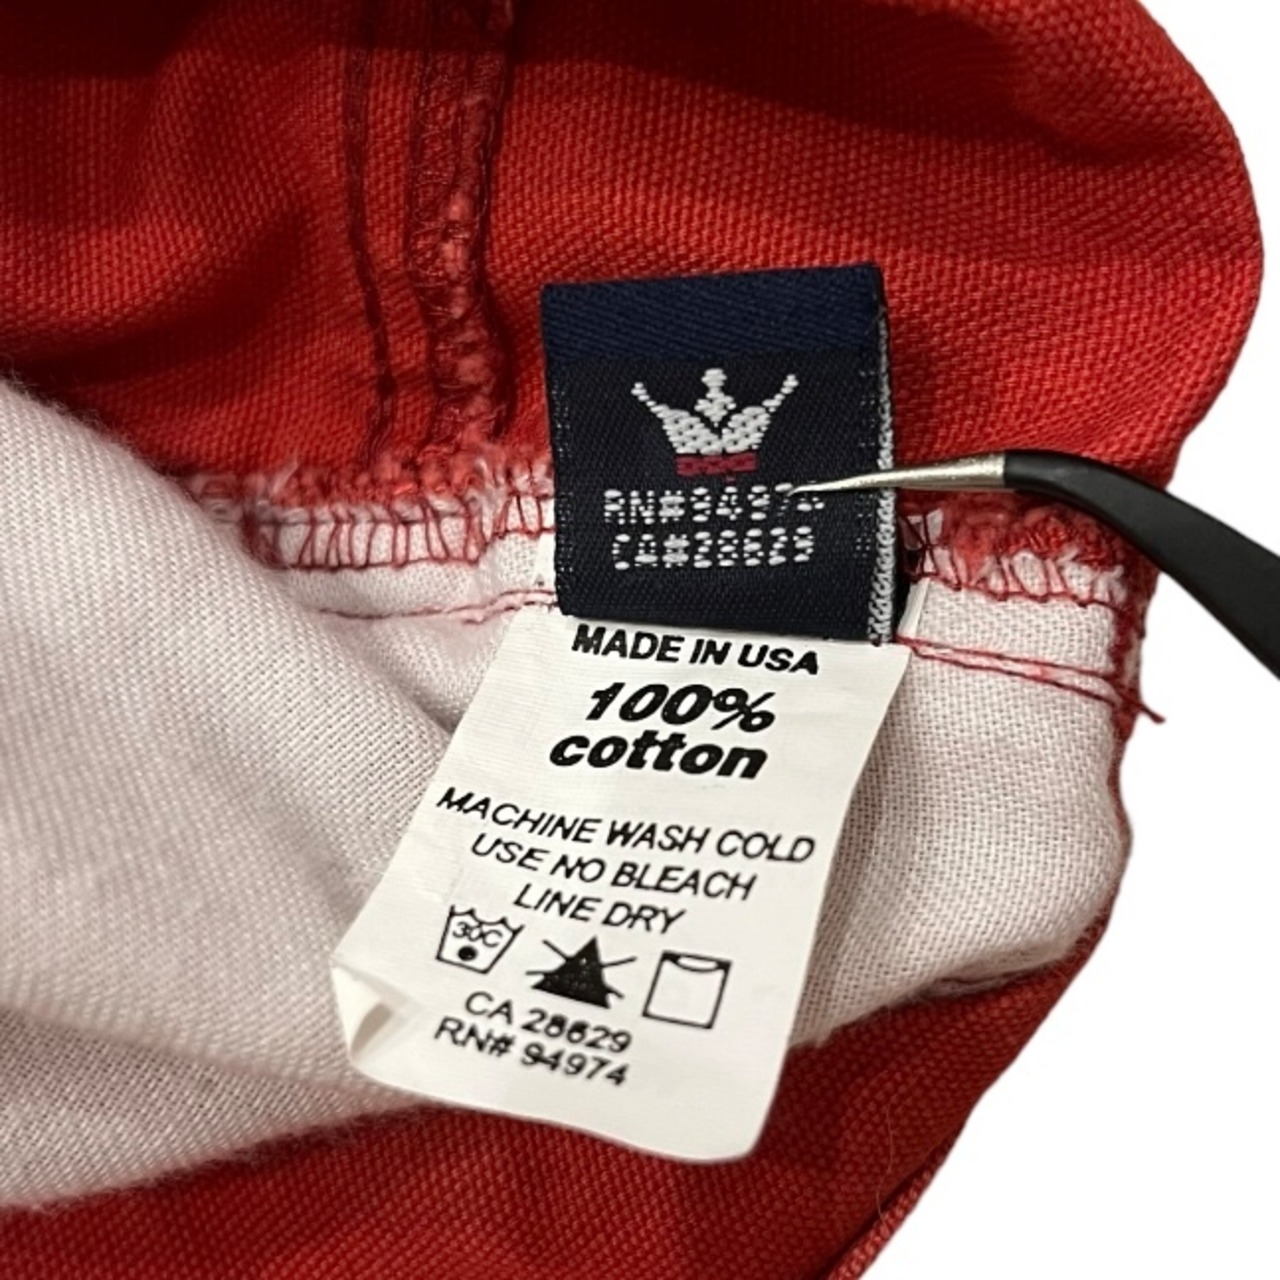 RN#94974
CA#28629
MADE IN USA
100%
cotton
MACHINE WASH COLD
USE NO BLEACH
LINE DRY
30C
CA 28629
RN# 94974